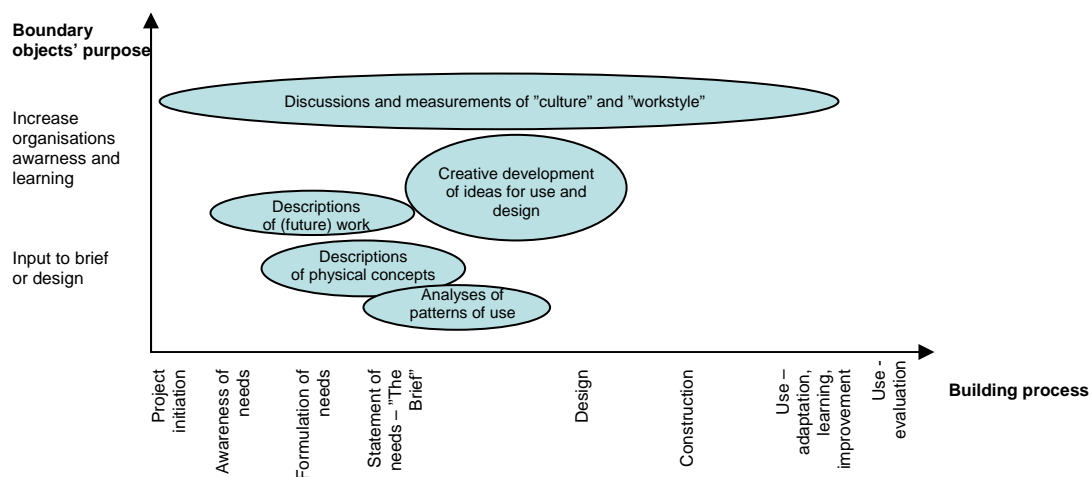 Boundary
objects’ purpose
Discussions and measurements of ”culture” and ”workstyle”
Increase
organisations
awarness and
learning
Creative development
of ideas for use and
design
Descriptions
of (future) work
Input to brief
or design
Descriptions
of physical concepts
Analyses of
patterns of use
Project
initiation
Awareness of
needs
Formulation of
needs
Statement of
needs – ”The
Brief”
Design
Construction
Use –
adaptation,
learning,
improvement
Use -
evaluation
Building process